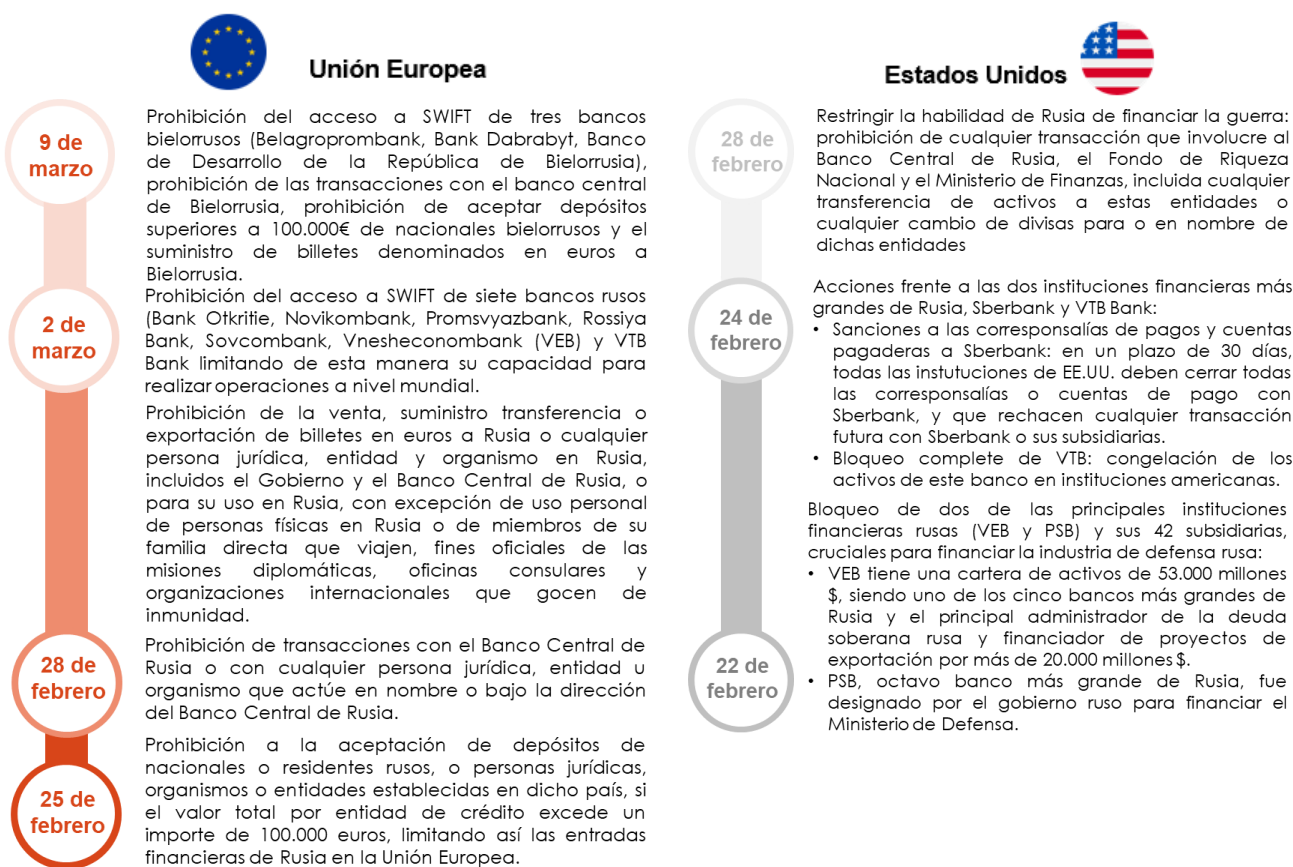 Unión Europea
9 de
marzo
Prohibición del acceso a SWIFT de tres bancos
bielorrusos (Belagroprombank, Bank Dabrabyt, Banco
de Desarrollo de la República de Bielorrusia),
prohibición de las transacciones con el banco central
de Bielorrusia, prohibición de aceptar depósitos
superiores a 100.000€ de nacionales bielorrusos y el
suministro de billetes denominados en euros a
Bielorrusia.
2 de
marzo
Prohibición del acceso a SWIFT de siete bancos rusos
(Bank Otkritie, Novikombank, Promsvyazbank, Rossiya
Bank, Sovcombank, Vnesheconombank (VEB) y VTB
Bank limitando de esta manera su capacidad para
realizar operaciones a nivel mundial.
Prohibición de la venta, suministro transferencia o
exportación de billetes en euros a Rusia o cualquier
persona jurídica, entidad y organismo en Rusia,
incluidos el Gobierno y el Banco Central de Rusia, o
para su uso en Rusia, con excepción de uso personal
de personas físicas en Rusia o de miembros de su
familia directa que viajen, fines oficiales de las
misiones diplomáticas, oficinas consulares y
organizaciones internacionales que gocen de
inmunidad.
28 de
febrero
Prohibición de transacciones con el Banco Central de
Rusia o con cualquier persona jurídica, entidad u
organismo que actúe en nombre o bajo la dirección
del Banco Central de Rusia.
25 de
febrero
Prohibición a la aceptación de depósitos de
nacionales o residentes rusos, o personas jurídicas,
organismos o entidades establecidas en dicho país, si
el valor total por entidad de crédito excede un
importe de 100.000 euros, limitando así las entradas
financieras de Rusia en la Unión Europea.
Estados Unidos
28 de
febrero
Restringir la habilidad de Rusia de financiar la guerra:
prohibición de cualquier transacción que involucre al
Banco Central de Rusia, el Fondo de Riqueza
Nacional y el Ministerio de Finanzas, incluida cualquier
transferencia de activos a estas entidades o
cualquier cambio de divisas para o en nombre de
dichas entidades
24 de
febrero
Acciones frente a las dos instituciones financieras más
grandes de Rusia, Sberbank y VTB Bank:
• Sanciones a las corresponsalías de pagos y cuentas
pagaderas a Sberbank: en un plazo de 30 días,
todas las instutuciones de EE.UU. deben cerrar todas
las corresponsalías o cuentas de pago con
Sberbank, y que rechacen cualquier transacción
futura con Sberbank o sus subsidiarias.
• Bloqueo complete de VTB: congelación de los
activos de este banco en instituciones americanas.
22 de
febrero
Bloqueo de dos de las principales instituciones
financieras rusas (VEB y PSB) y sus 42 subsidiarias,
cruciales para financiar la industria de defensa rusa:
• VEB tiene una cartera de activos de 53.000 millones
$, siendo uno de los cinco bancos más grandes de
Rusia y el principal administrador de la deuda
soberana rusa y financiador de proyectos de
exportación por más de 20.000 millones $.
• PSB, octavo banco más grande de Rusia, fue
designado por el gobierno ruso para financiar el
Ministerio de Defensa.